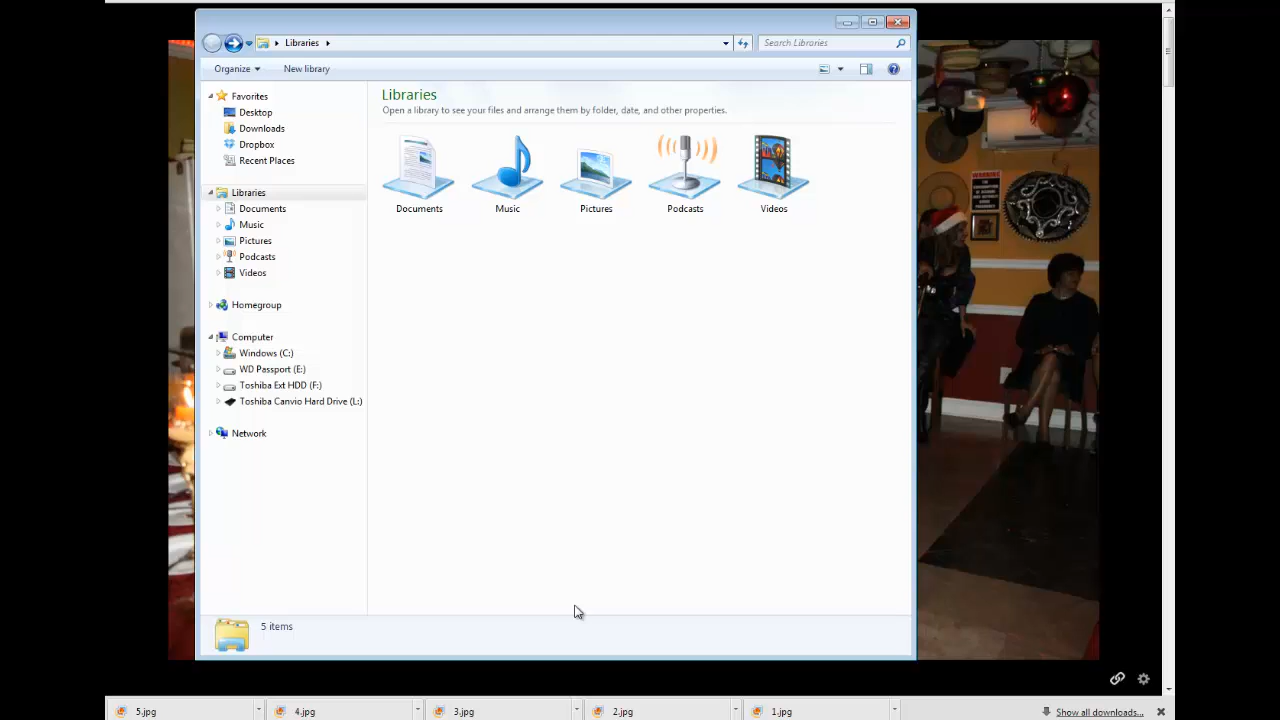 Libraries
Search Libraries
Organize
New library
Favorites
Desktop
Downloads
Dropbox
Recent Places
Libraries
Documents
Music
Pictures
Podcasts
Videos
Homegroup
Computer
Windows (C:)
WD Passport (E:)
Toshiba Ext HDD (F:)
Toshiba Canvio Hard Drive (L:)
Network
Libraries
Open a library to see your files and arrange them by folder, date, and other properties.
Documents
Music
Pictures
Podcasts
Videos
5 items
WARNING
5.jpg
4.jpg
3.jpg
2.jpg
1.jpg
Show all downloads...